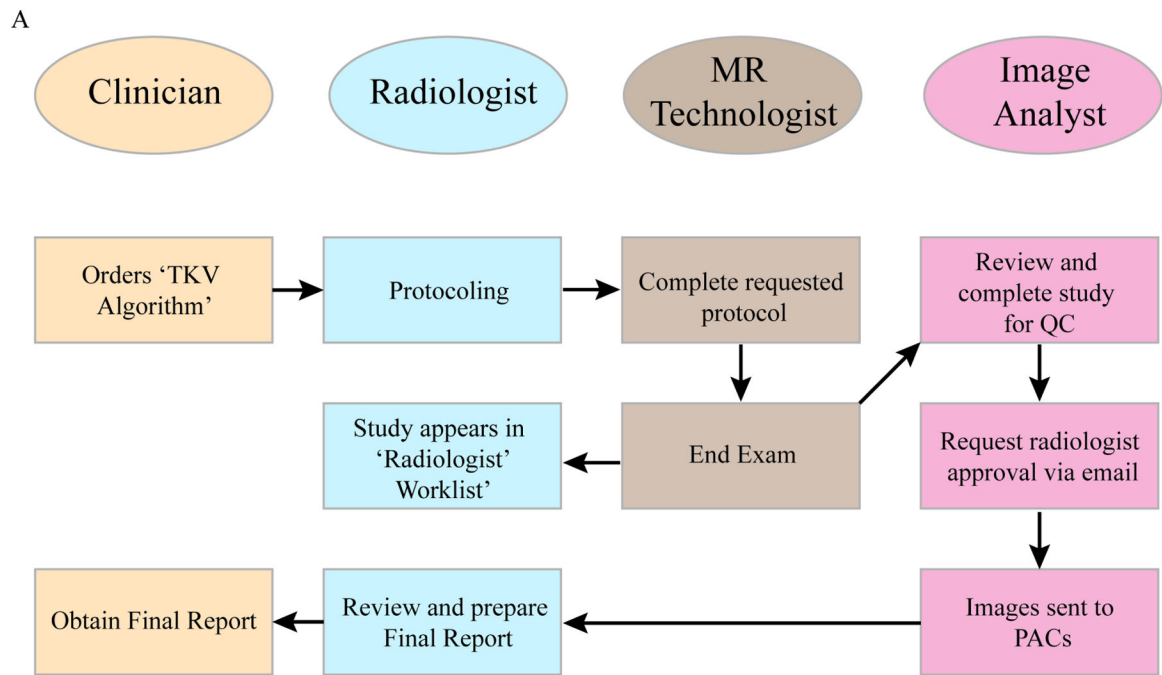 A
Clinician
Radiologist
MR
Technologist
Image
Analyst
Orders ‘TKV
Algorithm’
Protocoling
Complete requested
protocol
Review and
complete study
for QC
Study appears in
‘Radiologist’
Worklist’
End Exam
Request radiologist
approval via email
Obtain Final Report
Review and prepare
Final Report
Images sent to
PACs